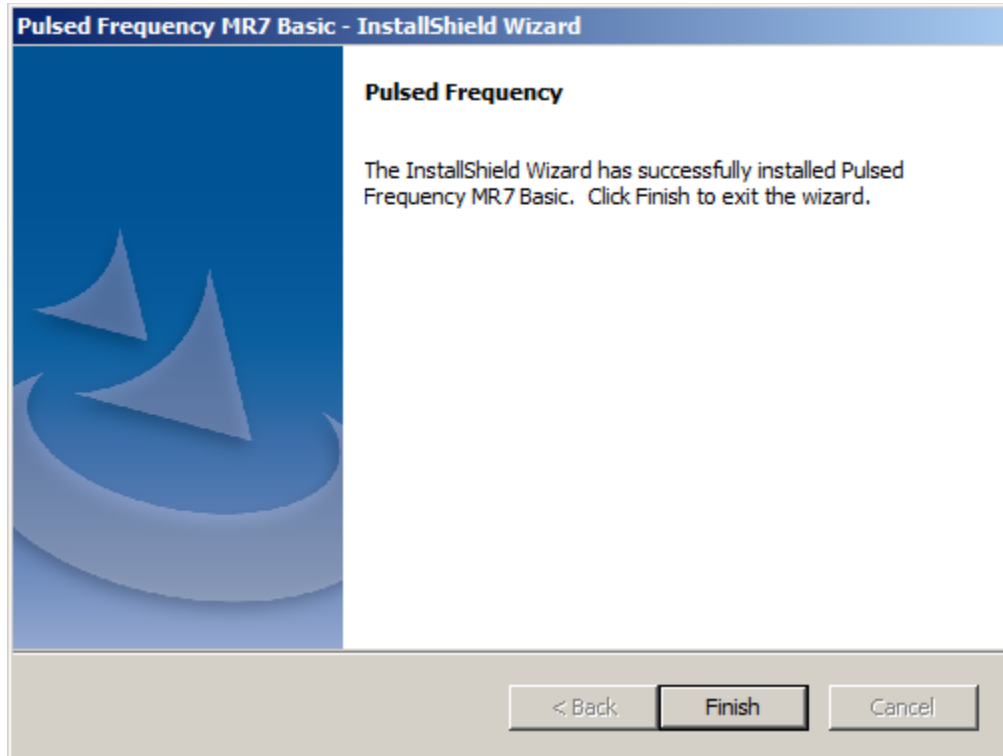 Pulsed Frequency MR7 Basic - InstallShield Wizard
Pulsed Frequency
The InstallShield Wizard has successfully installed Pulsed
Frequency MR7 Basic.  Click Finish to exit the wizard.
< Back
Finish
Cancel